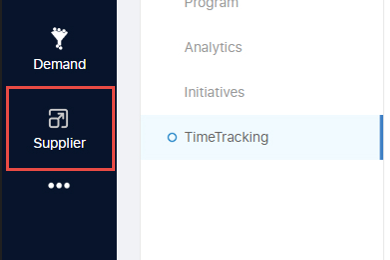 Program
Demand
Analytics
Initiatives
Supplier
TimeTracking